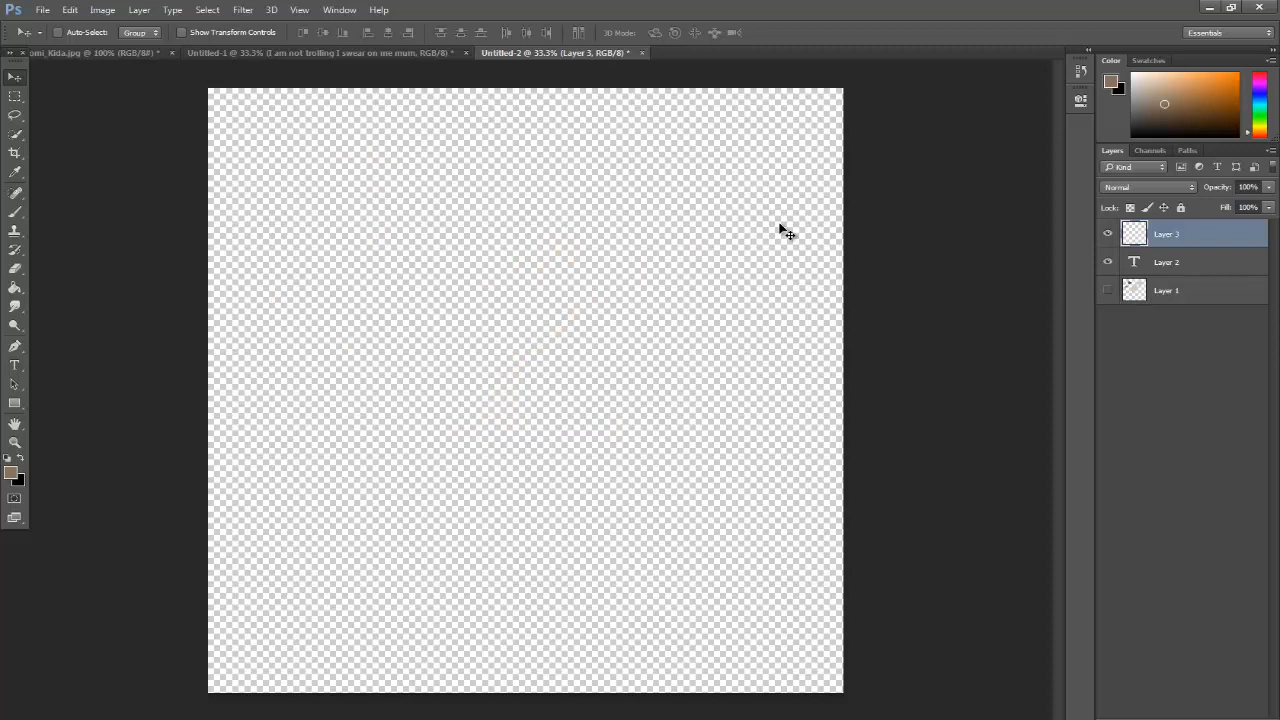 Ps File Edit Image Layer Type Select Filter 3D View Window Help
Auto-Select: Group Show Transform Controls 3D Mode: Essentials
omi_Kida.jpg @ 100% (RGB/8#) * × Untitled-1 @ 33.3% (I am not trolling I swear on me mum, RGB/8) * × Untitled-2 @ 33.3% (Layer 3, RGB/8) * ×
Color Swatches
Layers Channels Paths
Kind
Normal Opacity: 100%
Lock: Fill: 100%
Layer 3
T Layer 2
Layer 1